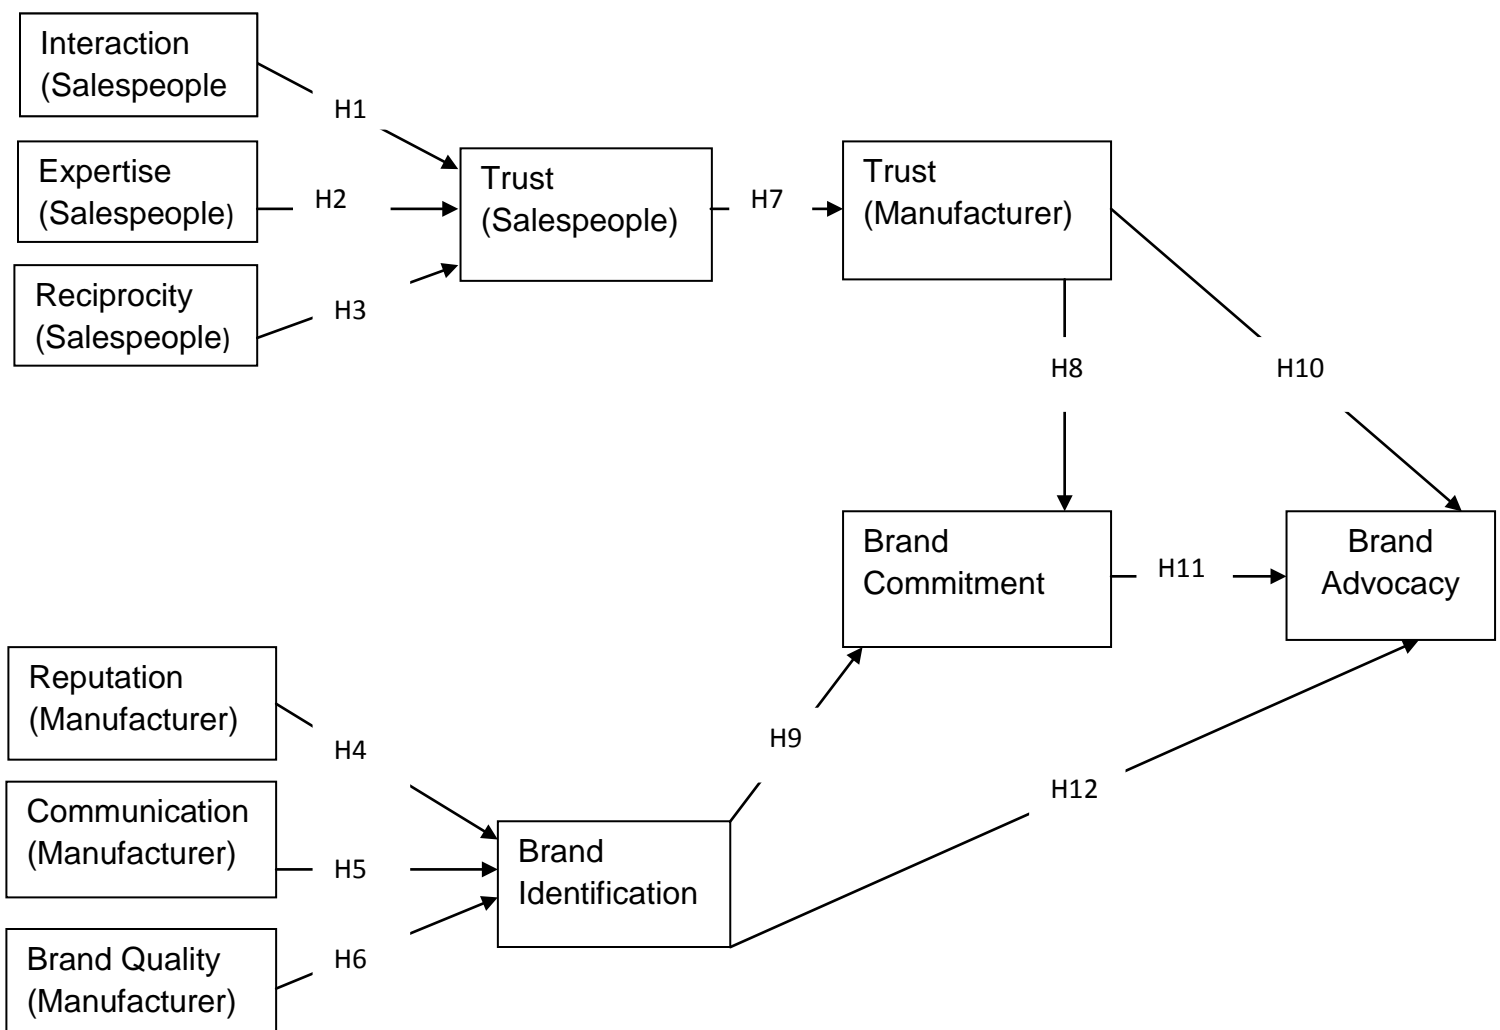 Interaction
(Salespeople
H1
Expertise
(Salespeople)
H2
Reciprocity
(Salespeople)
H3
Trust
(Salespeople)
H7
Trust
(Manufacturer)
H8
H10
Brand
Commitment
H11
Brand
Advocacy
Reputation
(Manufacturer)
H4
Communication
(Manufacturer)
H5
Brand Quality
(Manufacturer)
H6
Brand
Identification
H9
H12